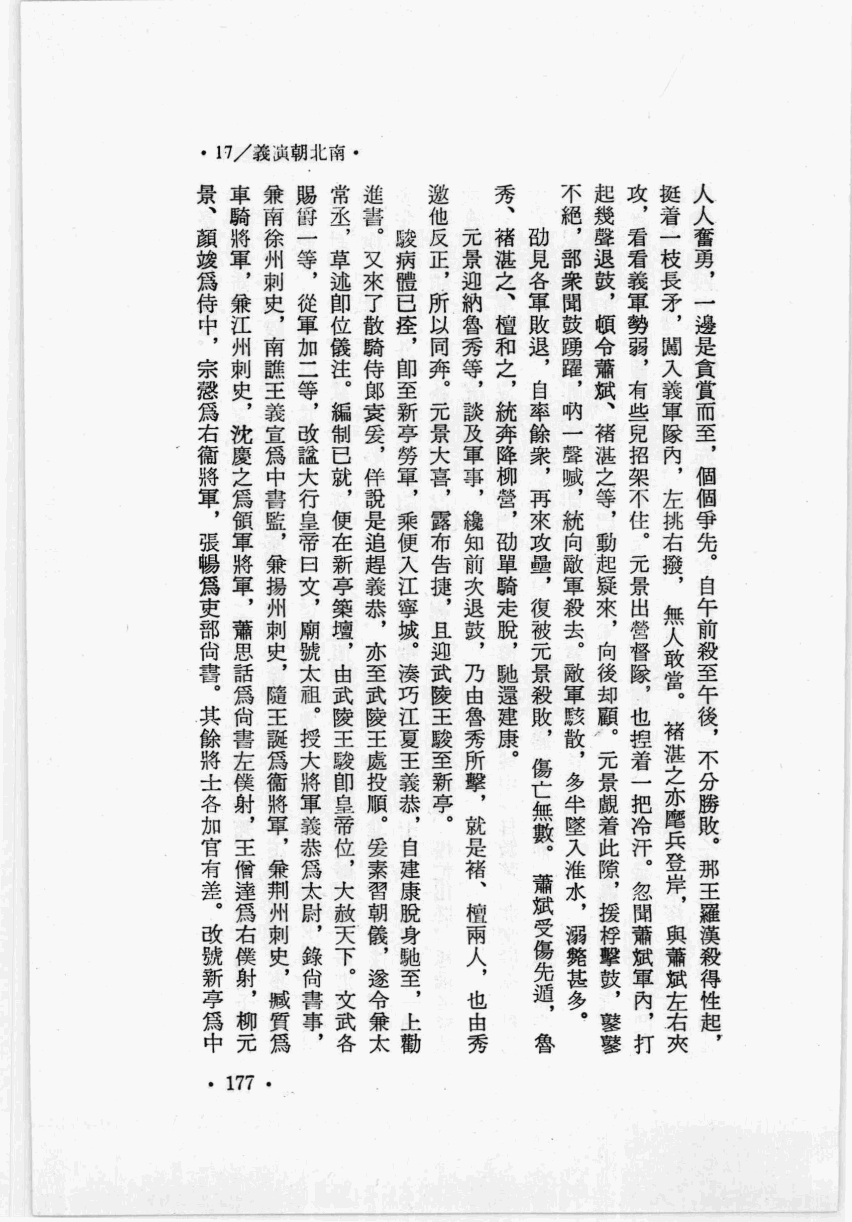 ·17／義演朝北南·
人人奮勇，一邊是貪賞而至，個個爭先。自午前殺至午後，不分勝敗。那王羅漢殺得性起，
挺着一枝長矛，闖入義軍隊內，左挑右撥，無人敢當。褚湛之亦麾兵登岸，與蕭斌左右夾
攻，看看義軍勢弱，有些兒招架不住。元景出營督隊，也揑着一把冷汗。忽聞蕭斌軍內，打
起幾聲退鼓，頓令蕭斌、褚湛之等，動起疑來，向後却顧。元景覷着此隙，援桴擊鼓，鼕鼕
不絕，部衆聞鼓踴躍，吶一聲喊，統向敵軍殺去。敵軍駭散，多半墜入淮水，溺斃甚多。
劭見各軍敗退，自率餘衆，再來攻壘，復被元景殺敗，傷亡無數。蕭斌受傷先遁，魯
秀、褚湛之、檀和之，統奔降柳營，劭單騎走脫，馳還建康。
元景迎納魯秀等，談及軍事，纔知前次退鼓，乃由魯秀所擊，就是褚、檀兩人，也由秀
邀他反正，所以同奔。元景大喜，露布告捷，且迎武陵王駿至新亭。
駿病體已痊，卽至新亭勞軍，乘便入江寧城。湊巧江夏王義恭，自建康脫身馳至，上勸
進書。又來了散騎侍郎袁爰，佯說是追趕義恭，亦至武陵王處投順。爰素習朝儀，遂令兼太
常丞，草述卽位儀注。編制已就，便在新亭築壇，由武陵王駿卽皇帝位，大赦天下。文武各
賜爵一等，從軍加二等，改諡大行皇帝曰文，廟號太祖。授大將軍義恭爲太尉，錄尙書事，
兼南徐州刺史，南譙王義宣爲中書監，兼揚州刺史，隨王誕爲衞將軍，兼荆州刺史，臧質爲
車騎將軍，兼江州刺史，沈慶之爲領軍將軍，蕭思話爲尙書左僕射，王僧達爲右僕射，柳元
景、顏竣爲侍中，宗慤爲右衞將軍，張暢爲吏部尙書。其餘將士各加官有差。改號新亭爲中
·177·